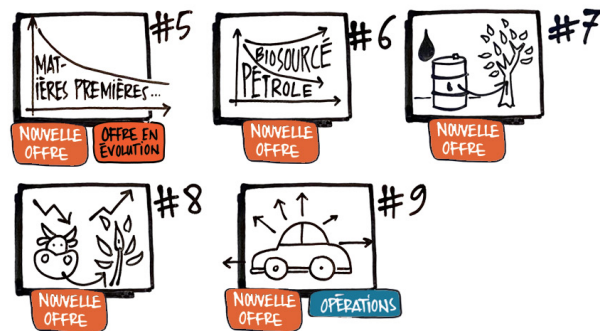 #5
MAT-
IÈRES PREMIÈRES...
NOUVELLE
OFFRE
OFFRE EN
ÉVOLUTION
#6
BIOSOURCÉ
PÉTROLE
NOUVELLE
OFFRE
#7
NOUVELLE
OFFRE
#8
NOUVELLE
OFFRE
#9
NOUVELLE
OFFRE
OPÉRATIONS